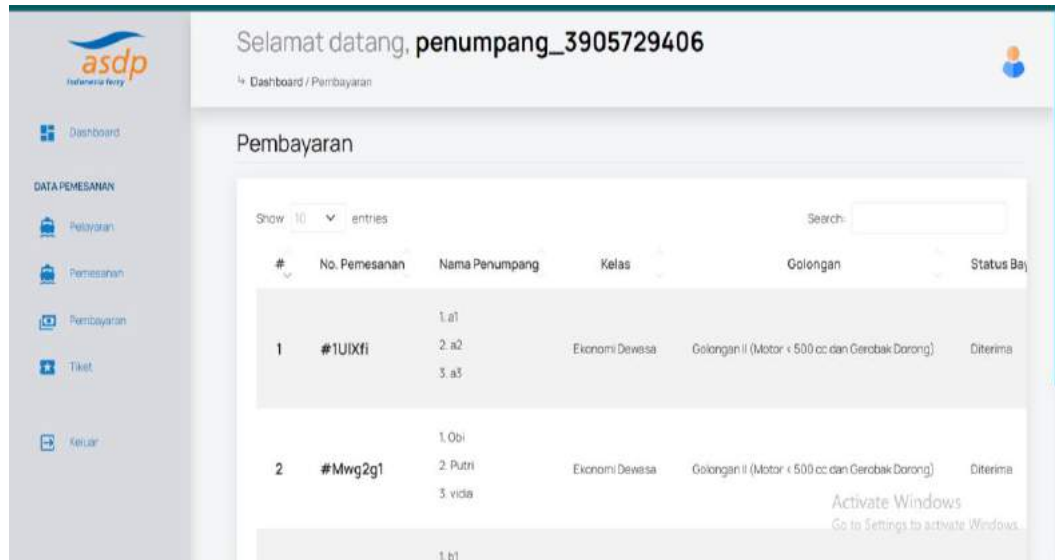 asdp
Indonesia Ferry
Selamat datang, penumpang_3905729406
Dashboard / Pembayaran
Dashboard
DATA PEMESANAN
Pelayaran
Pemesanan
Pembayaran
Tiket
Keluar
Pembayaran
Show 10 entries
Search:
# No. Pemesanan Nama Penumpang Kelas Golongan Status Bay
1 #1UIXfi 1. a1
2. a2
3. a3
Ekonomi Dewasa Golongan II (Motor < 500 cc dan Gerobak Dorong) Diterima
2 #Mwg2g1 1. Obi
2. Putri
3. vidia
Ekonomi Dewasa Golongan II (Motor < 500 cc dan Gerobak Dorong) Diterima
1. b1
Activate Windows
Go to Settings to activate Windows.